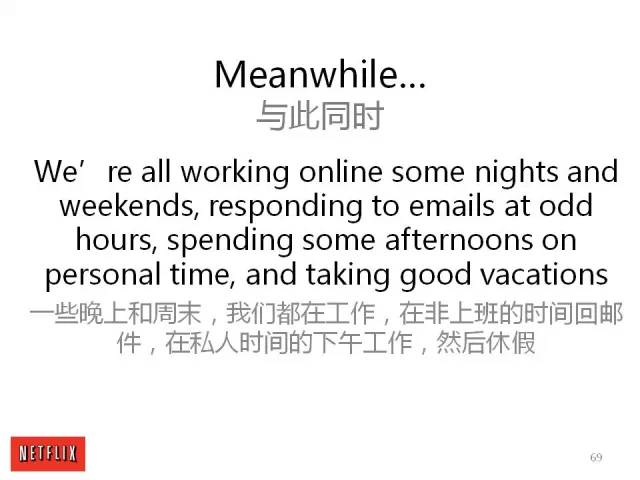 Meanwhile...
与此同时
We’re all working online some nights and
weekends, responding to emails at odd
hours, spending some afternoons on
personal time, and taking good vacations
一些晚上和周末，我们都在工作，在非上班的时间回邮
件，在私人时间的下午工作，然后休假
NETFLIX
69